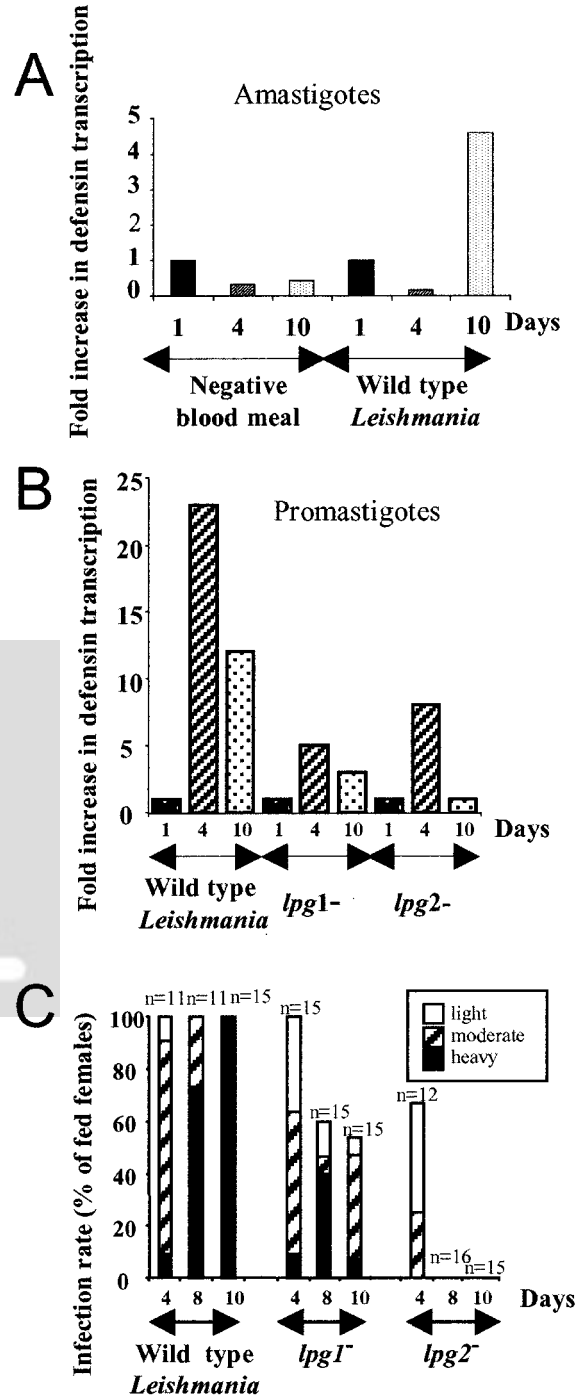 A
Fold increase in defensin transcription
Amastigotes
5
4
3
2
1
0
1 4 10 1 4 10 Days
Negative blood meal
Wild type Leishmania
B
Fold increase in defensin transcription
Promastigotes
25
20
15
10
5
0
1 4 10 1 4 10 1 4 10 Days
Wild type lpg1- lpg2-
Leishmania
C
Infection rate (% of fed females)
n=11 n=11 n=15 n=15 n=15 n=15 n=12 n=16 n=15
light
moderate
heavy
100
80
60
40
20
0
4 8 10 4 8 10 4 8 10 Days
Wild type lpg1- lpg2-
Leishmania